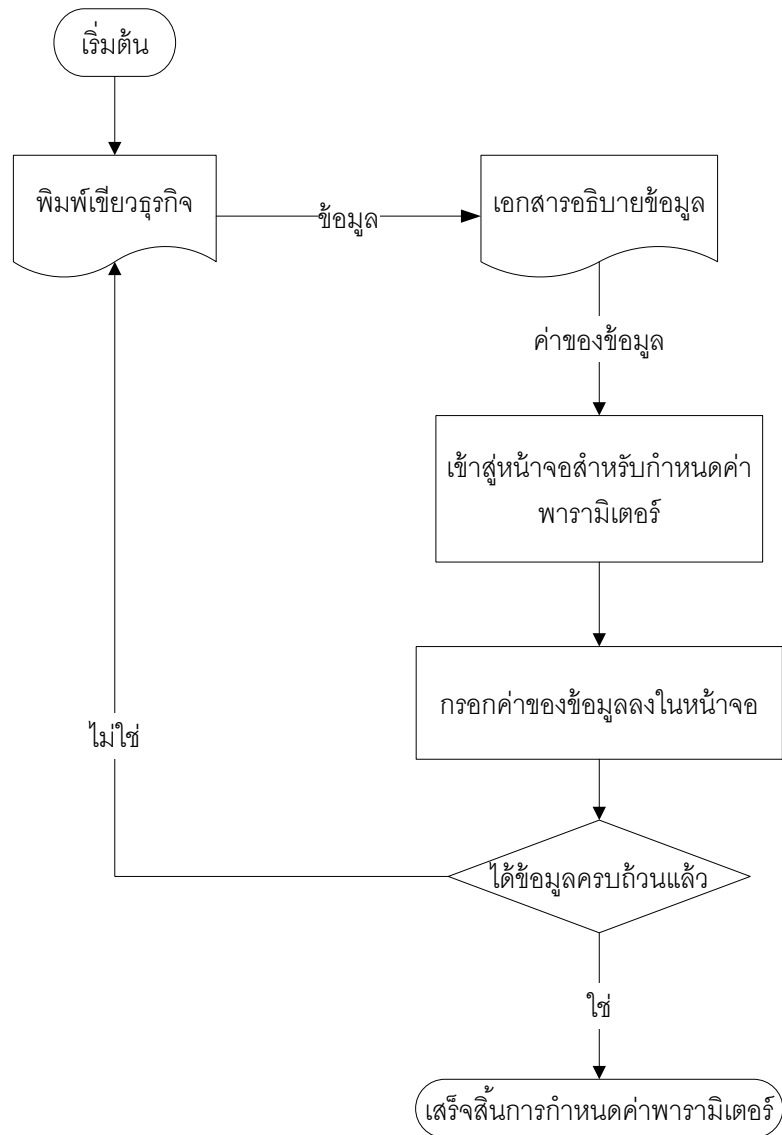 เริ่มต้น
พิมพ์เขียวธุรกิจ
ข้อมูล
เอกสารอธิบายข้อมูล
ค่าของข้อมูล
เข้าสู่หน้าจอสำหรับกำหนดค่า
พารามิเตอร์
กรอกค่าของข้อมูลลงในหน้าจอ
ไม่ใช่
ได้ข้อมูลครบถ้วนแล้ว
ใช่
เสร็จสิ้นการกำหนดค่าพารามิเตอร์